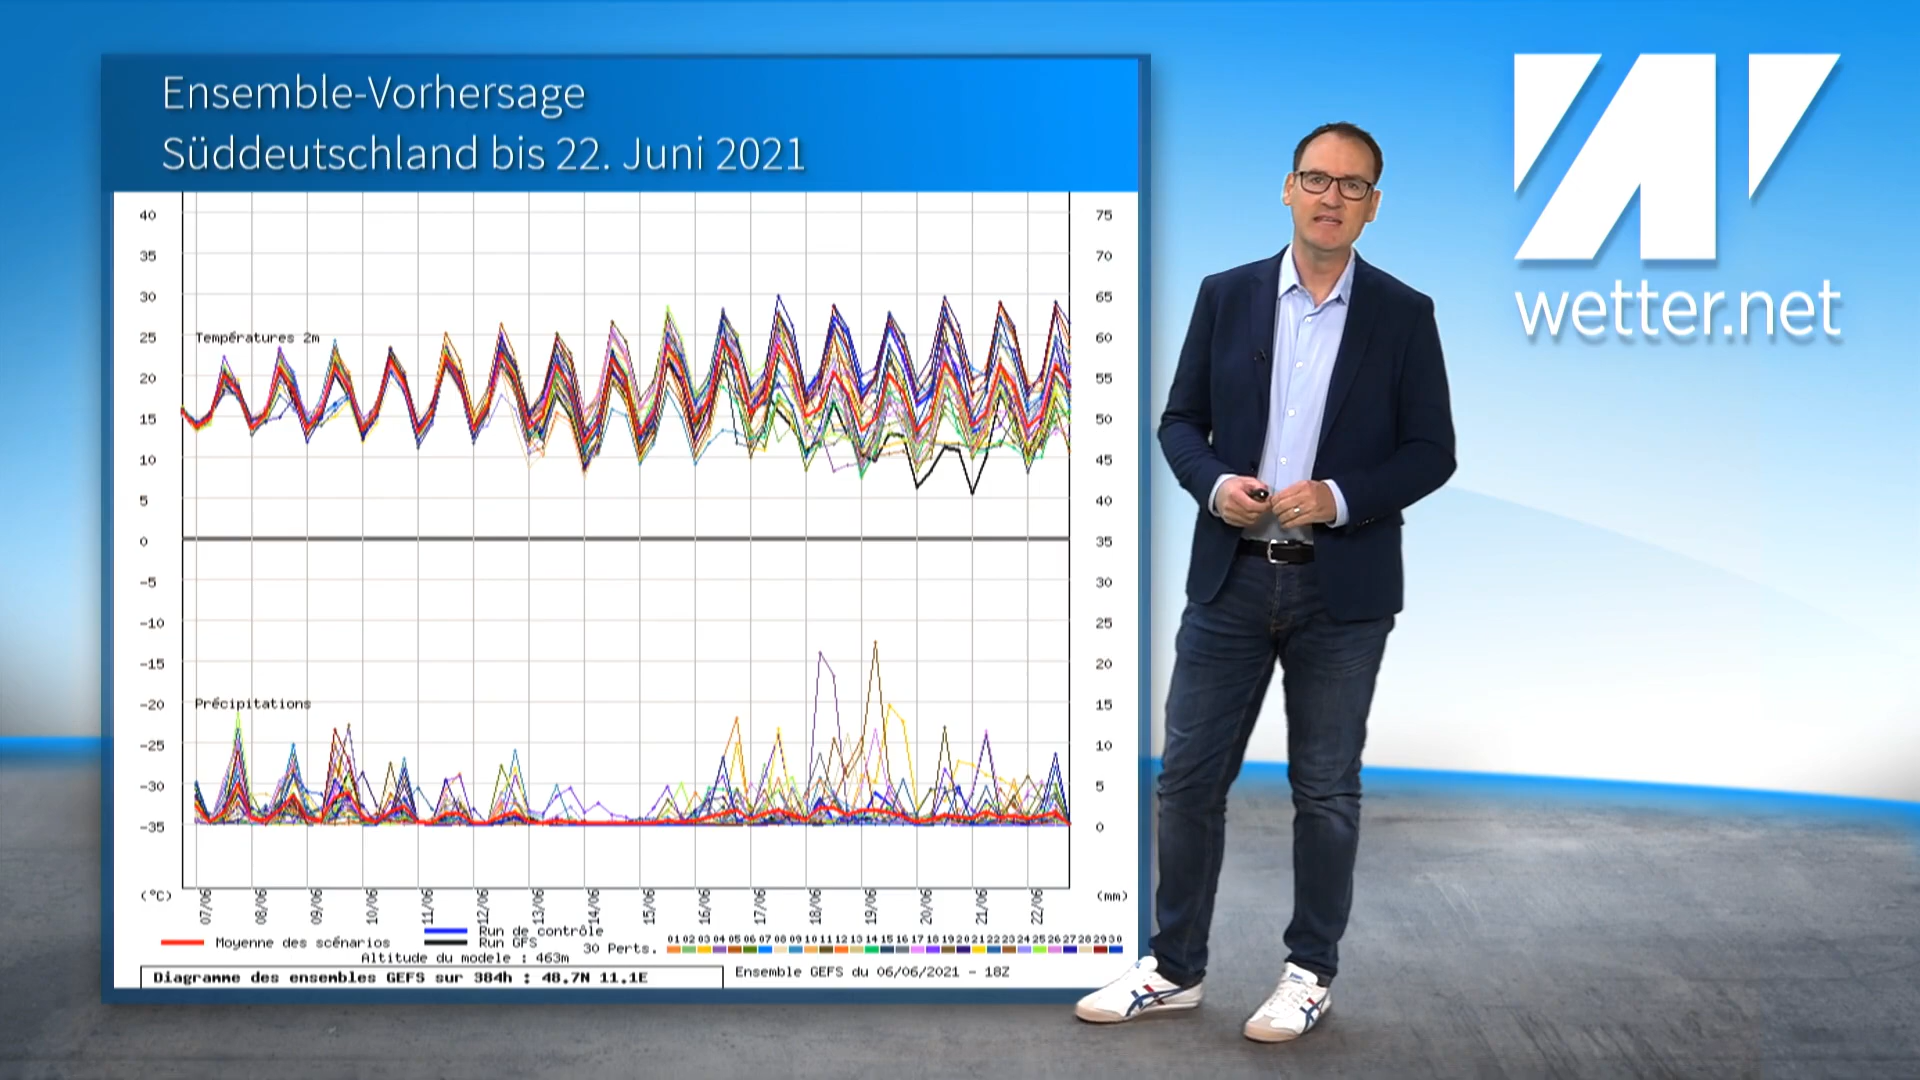 Ensemble-Vorhersage
Süddeutschland bis 22. Juni 2021
wetter.net
40 75
35 70
30 65
25 60
Températures 2m
20 55
15 50
10 45
5 40
0 35
-5 30
-10 25
-15 20
-20 15
Précipitations
-25 10
-30 5
-35 0
(°C) 07/06 08/06 09/06 10/06 11/06 12/06 13/06 14/06 15/06 16/06 17/06 18/06 19/06 20/06 21/06 22/06 (mm)
Run de contrôle
Moyenne des scénarios Run GFS
30 Perts. 01 02 03 04 05 06 07 08 09 10 11 12 13 14 15 16 17 18 19 20 21 22 23 24 25 26 27 28 29 30
Altitude du modele : 463m
Diagramme des ensembles GEFS sur 384h : 48.7N 11.1E
Ensemble GEFS du 06/06/2021 - 18Z